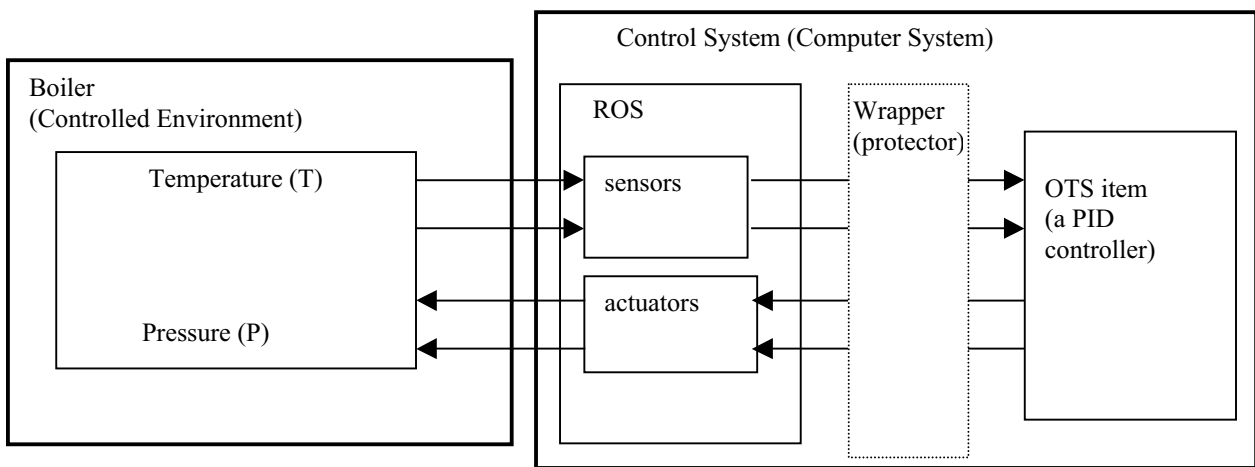 Control System (Computer System)
Boiler
(Controlled Environment)
Temperature (T)
Pressure (P)
ROS
sensors
actuators
Wrapper
(protector)
OTS item
(a PID
controller)